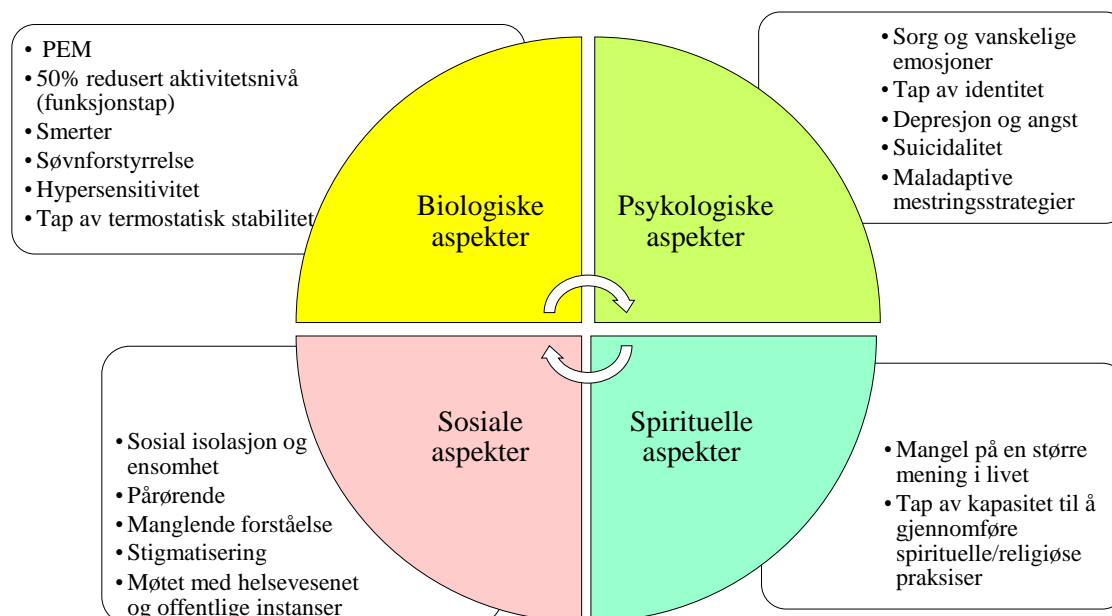 • PEM
• 50% redusert aktivitetsnivå
(funksjonstap)
• Smerter
• Søvnforstyrrelse
• Hypersensitivitet
• Tap av termostatisk stabilitet
• Sorg og vanskelige
emosjoner
• Tap av identitet
• Depresjon og angst
• Suicidalitet
• Maladaptive
mestringsstrategier
Biologiske
aspekter
Psykologiske
aspekter
Sosiale
aspekter
Spirituelle
aspekter
• Sosial isolasjon og
ensomhet
• Pårørende
• Manglende forståelse
• Stigmatisering
• Møtet med helsevesenet
og offentlige instanser
• Mangel på en større
mening i livet
• Tap av kapasitet til å
gjennomføre
spirituelle/religiøse
praksiser